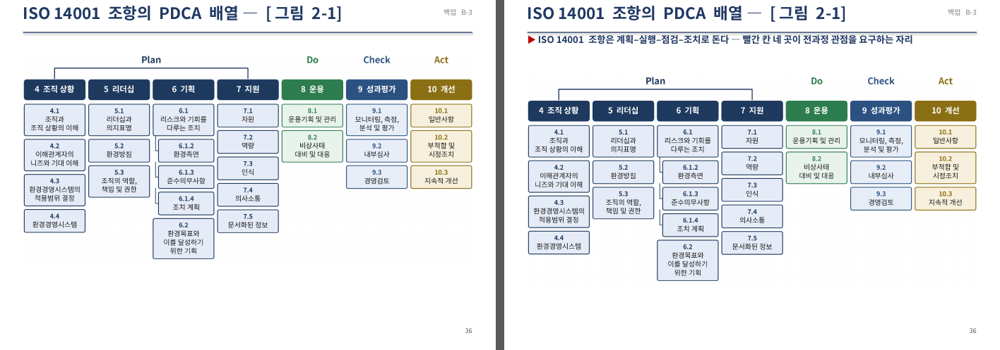 ISO 14001 조항의 PDCA 배열 — [그림 2-1]
백업 B-3
Plan
Do
Check
Act
4 조직상황
5 리더십
6 기획
7 지원
8 운용
9 성과평가
10 개선
4.1
조직과
조직 상황의 이해
4.2
이해관계자의
니즈와 기대 이해
4.3
환경경영시스템의
적용범위 결정
4.4
환경경영시스템
5.1
리더십과
의지표명
5.2
환경방침
5.3
조직의 역할,
책임 및 권한
6.1
리스크와 기회를
다루는 조치
6.1.2
환경측면
6.1.3
준수의무사항
6.1.4
조치 계획
6.2
환경목표와
이를 달성하기
위한 기획
7.1
자원
7.2
역량
7.3
인식
7.4
의사소통
7.5
문서화된 정보
8.1
운용기획 및 관리
8.2
비상사태
대비 및 대응
9.1
모니터링, 측정,
분석 및 평가
9.2
내부심사
9.3
경영검토
10.1
일반사항
10.2
부적합 및
시정조치
10.3
지속적 개선
36
ISO 14001 조항의 PDCA 배열 — [그림 2-1]
백업 B-3
▶ ISO 14001 조항은 계획–실행–점검–조치로 돈다 — 빨간 칸 네 곳이 전과정 관점을 요구하는 자리
Plan
Do
Check
Act
4 조직상황
5 리더십
6 기획
7 지원
8 운용
9 성과평가
10 개선
4.1
조직과
조직 상황의 이해
4.2
이해관계자의
니즈와 기대 이해
4.3
환경경영시스템의
적용범위 결정
4.4
환경경영시스템
5.1
리더십과
의지표명
5.2
환경방침
5.3
조직의 역할,
책임 및 권한
6.1
리스크와 기회를
다루는 조치
6.1.2
환경측면
6.1.3
준수의무사항
6.1.4
조치 계획
6.2
환경목표와
이를 달성하기
위한 기획
7.1
자원
7.2
역량
7.3
인식
7.4
의사소통
7.5
문서화된 정보
8.1
운용기획 및 관리
8.2
비상사태
대비 및 대응
9.1
모니터링, 측정,
분석 및 평가
9.2
내부심사
9.3
경영검토
10.1
일반사항
10.2
부적합 및
시정조치
10.3
지속적 개선
36